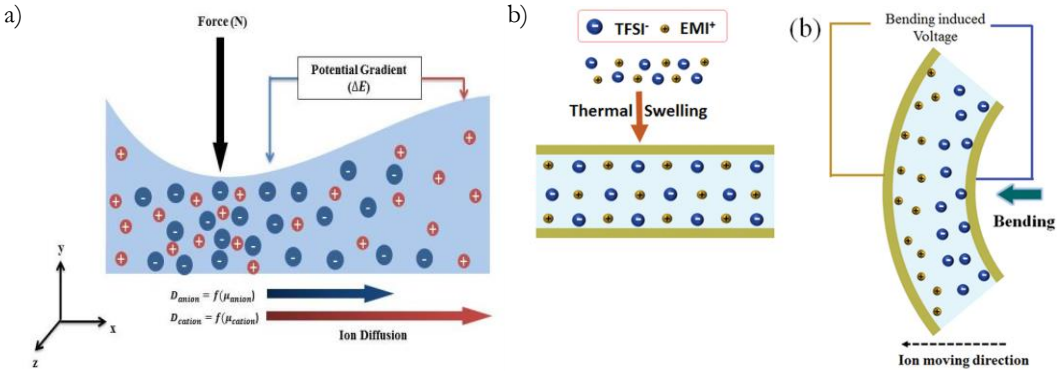 a)
Force (N)
Potential Gradient
(ΔE)
y
x
z
D_anion = f(μ_anion)
D_cation = f(μ_cation)
Ion Diffusion
b)
TFSI⁻ EMI⁺
Thermal Swelling
(b)
Bending induced
Voltage
Bending
Ion moving direction